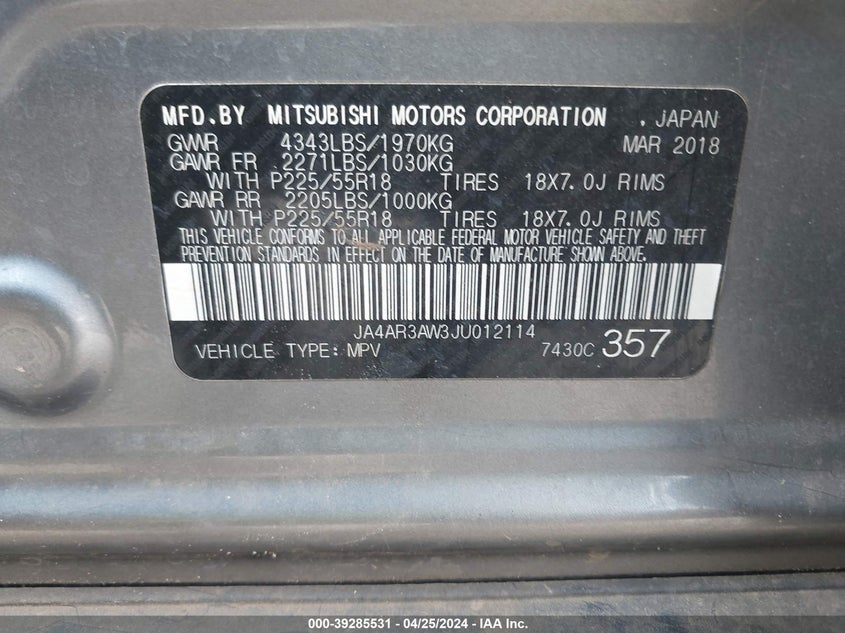 MFD.BY MITSUBISHI MOTORS CORPORATION . JAPAN
GVWR 4343LBS/1970KG MAR 2018
GAWR FR 2271LBS/1030KG
WITH P225/55R18 TIRES 18X7.0J RIMS
GAWR RR 2205LBS/1000KG
WITH P225/55R18 TIRES 18X7.0J RIMS
THIS VEHICLE CONFORMS TO ALL APPLICABLE FEDERAL MOTOR VEHICLE SAFETY AND THEFT
PREVENTION STANDARDS IN EFFECT ON THE DATE OF MANUFACTURE SHOWN ABOVE.
JA4AR3AW3JU012114
VEHICLE TYPE: MPV 7430C 357
000-39285531 - 04/25/2024 - IAA Inc.